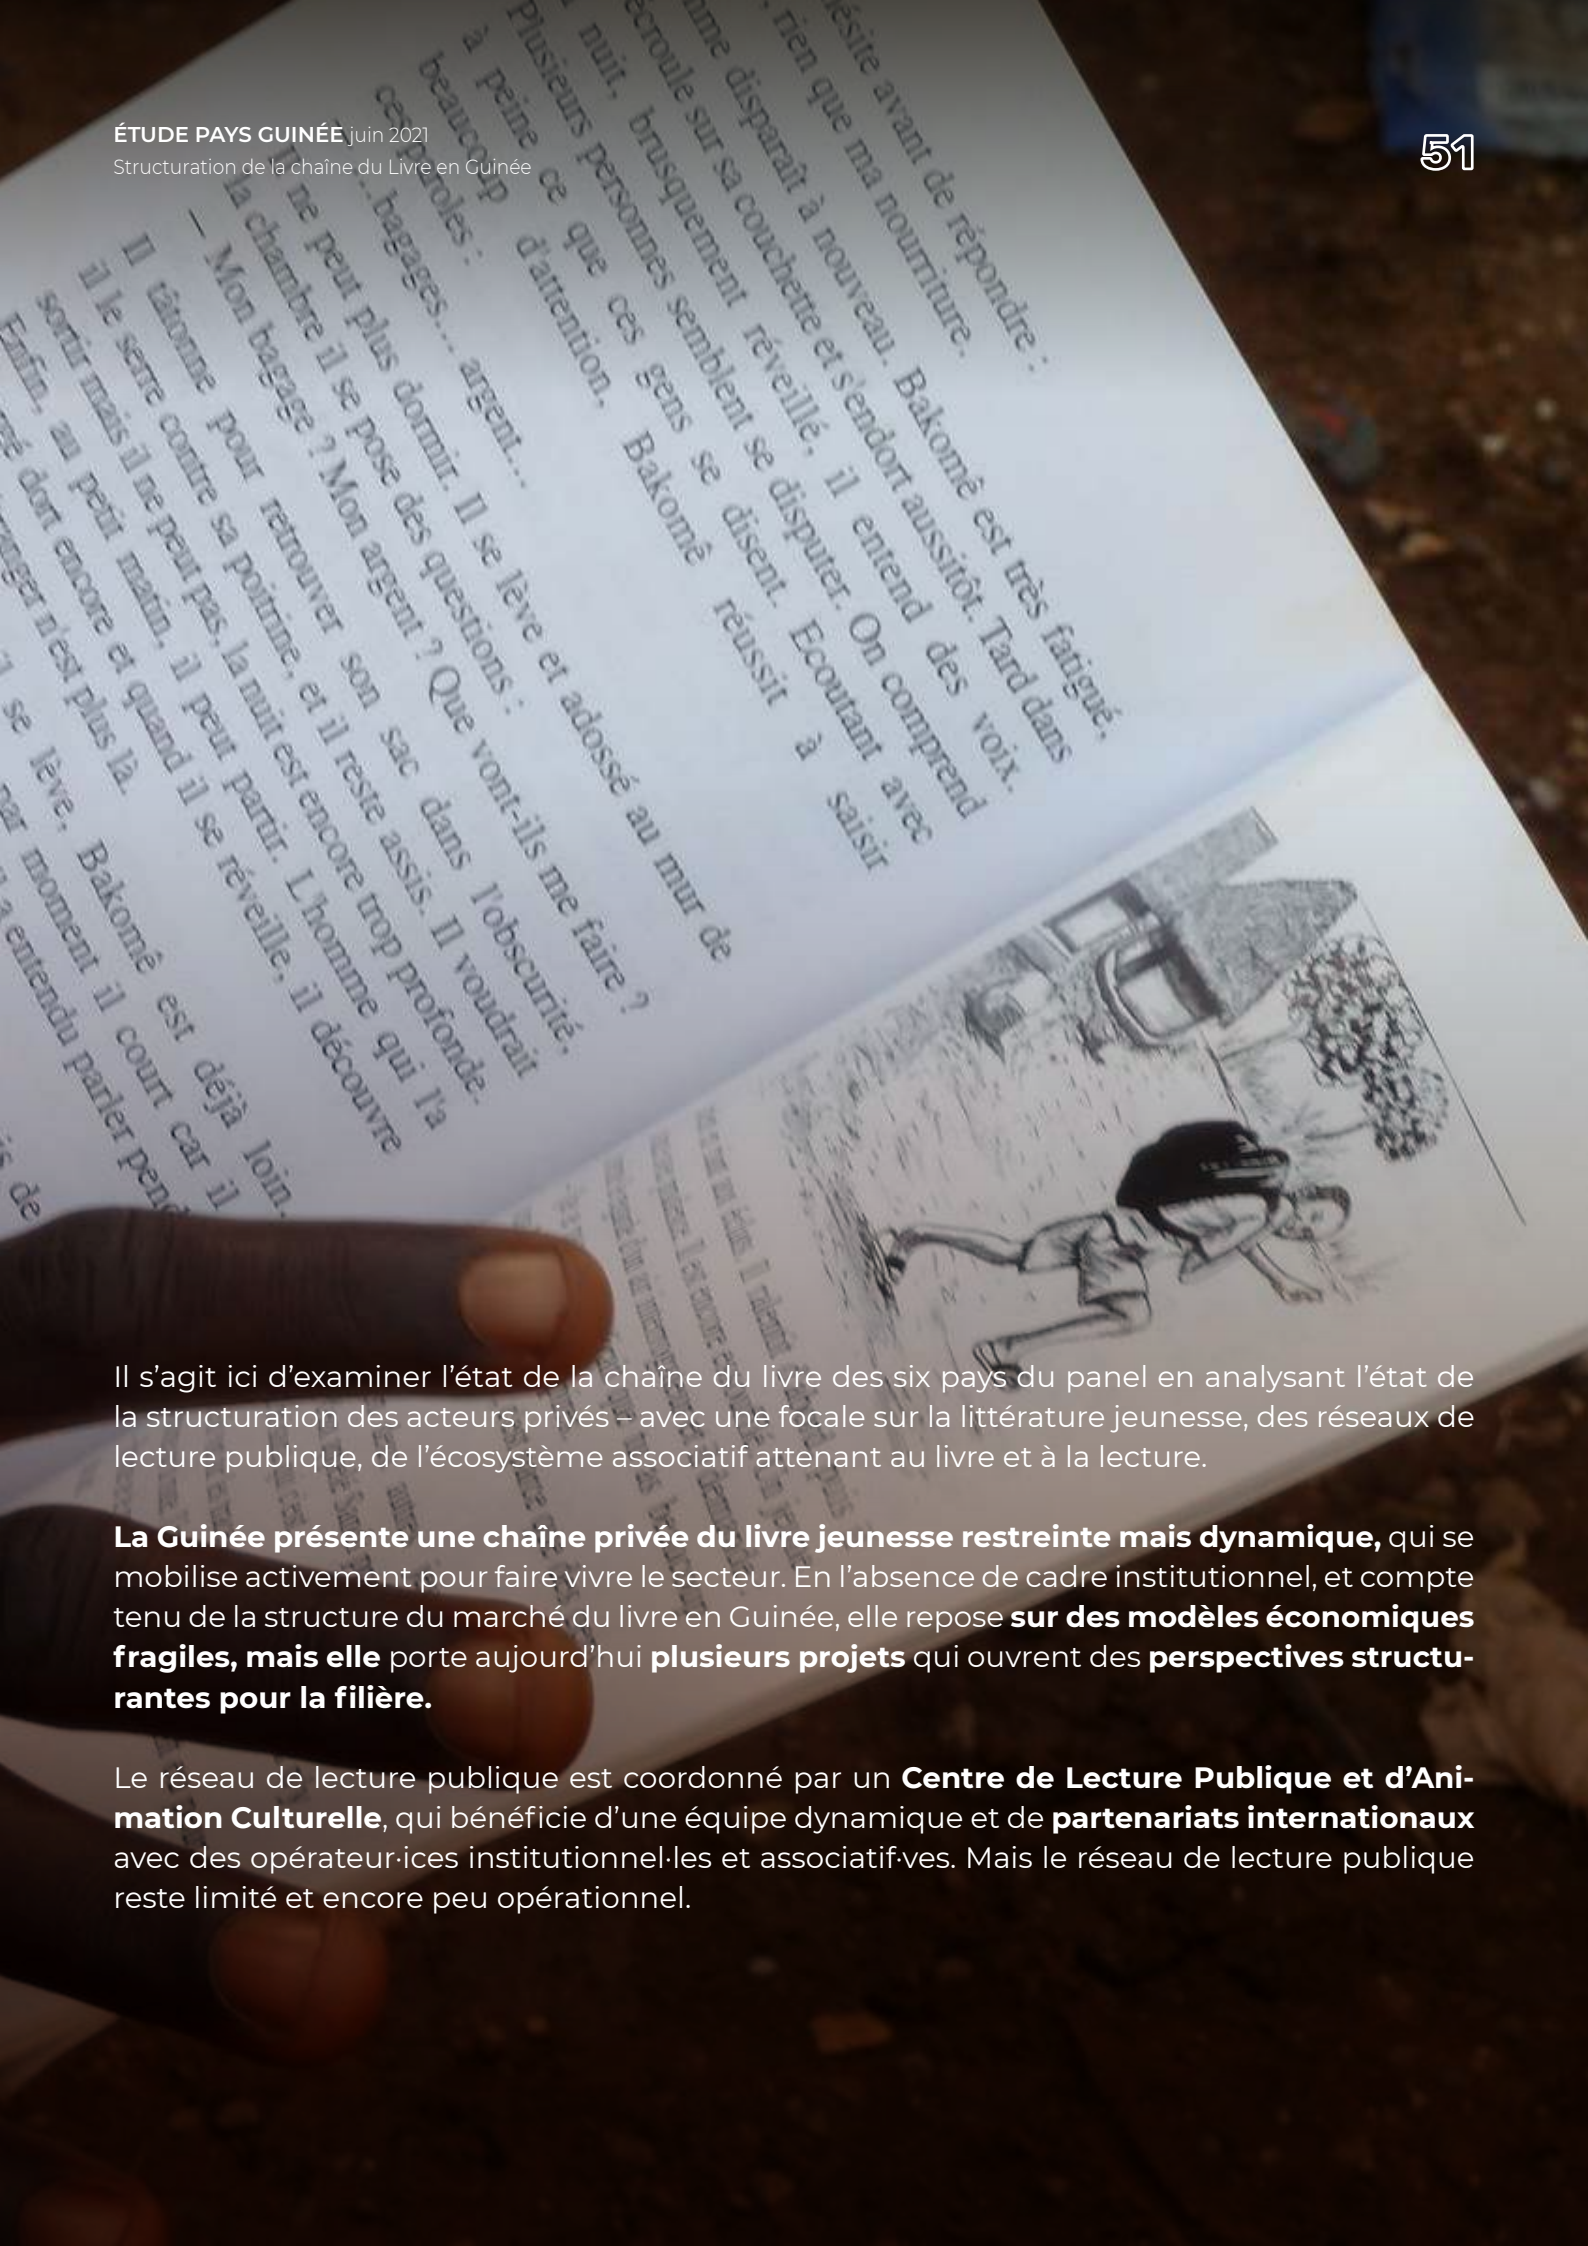 ÉTUDE PAYS GUINÉE juin 2021
Structuration de la chaîne du Livre en Guinée
51
hésite avant de répondre :
, rien que ma nourriture.
disparaît à nouveau. Bakomê est très fatigué,
écroule sur sa couchette et s'endort aussitôt. Tard dans
nuit, brusquement réveillé, il entend des voix.
Plusieurs personnes semblent se disputer. On comprend
à peine ce que ces gens se disent. Ecoutant avec
beaucoup d'attention, Bakomê réussit à saisir
...bagages... argent...
ne peut plus dormir. Il se lève et adossé au mur de
la chambre il se pose des questions :
— Mon bagage ? Mon argent ? Que vont-ils me faire ?
Il tâtonne pour retrouver son sac dans l'obscurité,
il le serre contre sa poitrine, et il reste assis. Il voudrait
sortir mais il ne peut pas, la nuit est encore trop profonde.
Enfin, au petit matin, il peut partir. L'homme qui l'a
dort encore et quand il se réveille, il découvre
n'est plus là.
se lève, Bakomê est déjà loin.
par moment il court car il
a entendu parler
de
Il s’agit ici d’examiner l’état de la chaîne du livre des six pays du panel en analysant l’état de
la structuration des acteurs privés – avec une focale sur la littérature jeunesse, des réseaux de
lecture publique, de l’écosystème associatif attenant au livre et à la lecture.
La Guinée présente une chaîne privée du livre jeunesse restreinte mais dynamique, qui se
mobilise activement pour faire vivre le secteur. En l’absence de cadre institutionnel, et compte
tenu de la structure du marché du livre en Guinée, elle repose sur des modèles économiques
fragiles, mais elle porte aujourd’hui plusieurs projets qui ouvrent des perspectives structu-
rantes pour la filière.
Le réseau de lecture publique est coordonné par un Centre de Lecture Publique et d’Ani-
mation Culturelle, qui bénéficie d’une équipe dynamique et de partenariats internationaux
avec des opérateur·ices institutionnel·les et associatif·ves. Mais le réseau de lecture publique
reste limité et encore peu opérationnel.